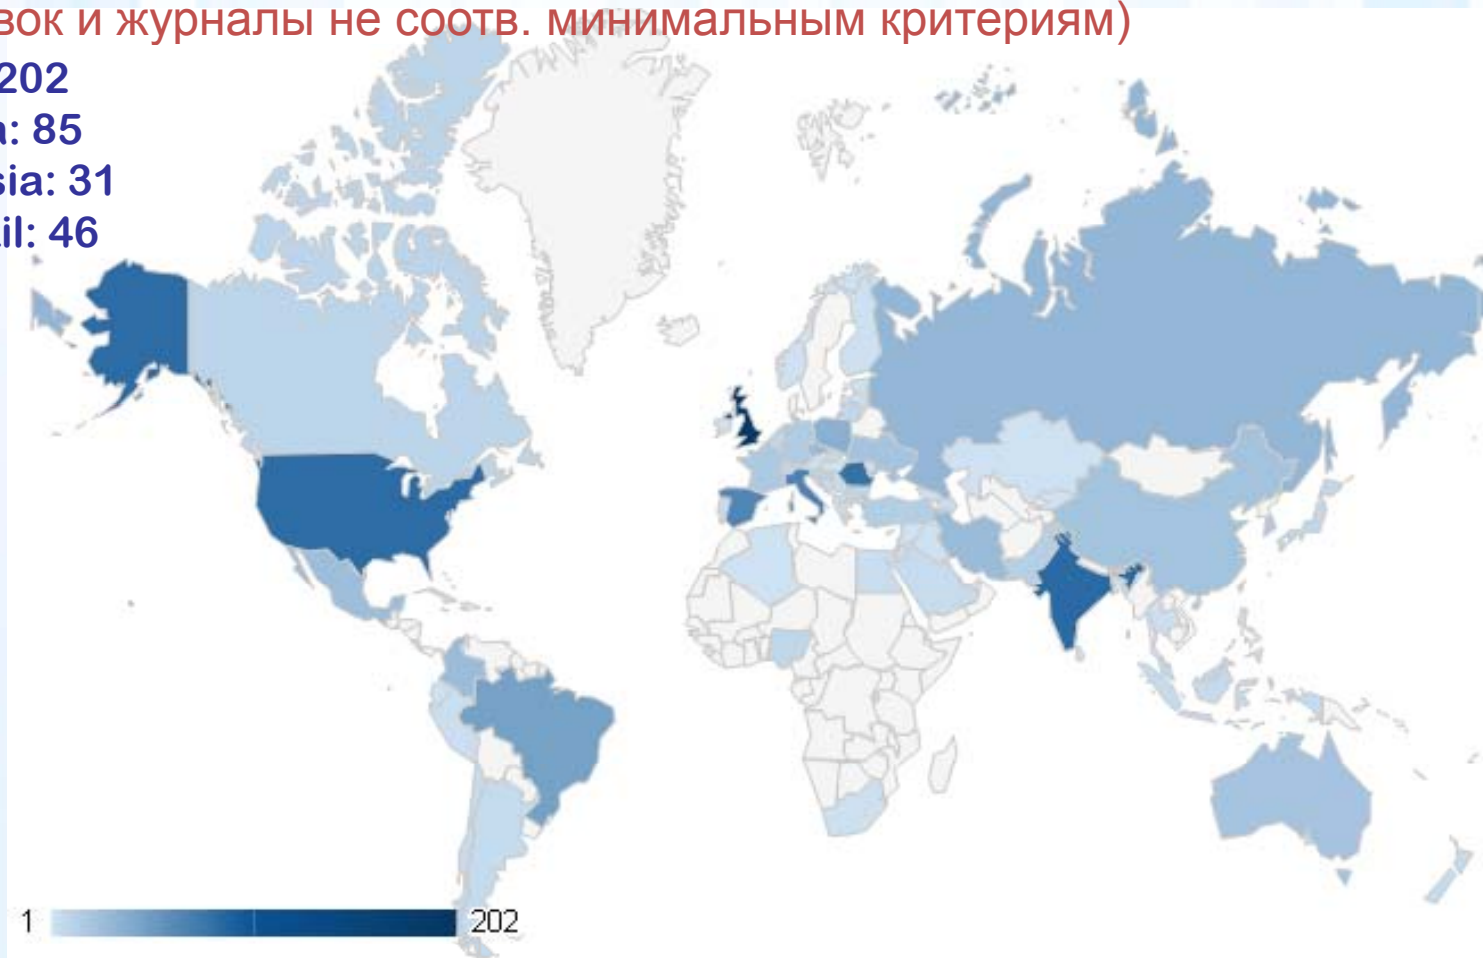 вок и журналы не соотв. минимальным критериям)
202
a: 85
sia: 31
il: 46
1
202